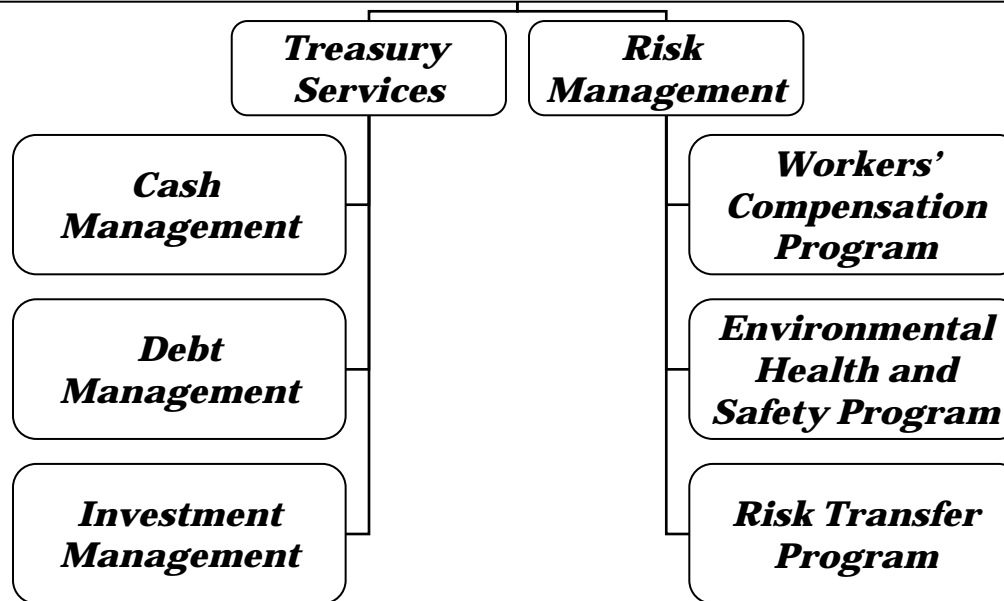 Treasury
Services
Risk
Management
Cash
Management
Workers’
Compensation
Program
Debt
Management
Environmental
Health and
Safety Program
Investment
Management
Risk Transfer
Program